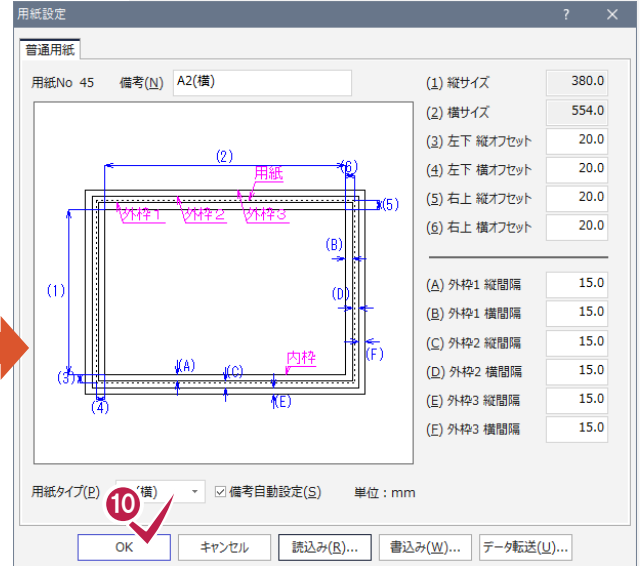 用紙設定
普通用紙
用紙No 45 備考(N) A2(横)
(1) 縦サイズ 380.0
(2) 横サイズ 554.0
(3) 左下 縦オフセット 20.0
(4) 左下 横オフセット 20.0
(5) 右上 縦オフセット 20.0
(6) 右上 横オフセット 20.0
(A) 外枠1 縦間隔 15.0
(B) 外枠1 横間隔 15.0
(C) 外枠2 縦間隔 15.0
(D) 外枠2 横間隔 15.0
(E) 外枠3 縦間隔 15.0
(F) 外枠3 横間隔 15.0
(2)
(6)
用紙
(5)
外枠1 外枠2 外枠3
(B)
(1)
(D)
(F)
内枠
(A)
(C)
(3)
(E)
(4)
用紙タイプ(P) (横) 備考自動設定(S) 単位：mm
10
OK キャンセル 読込み(R)... 書込み(W)... データ転送(U)...